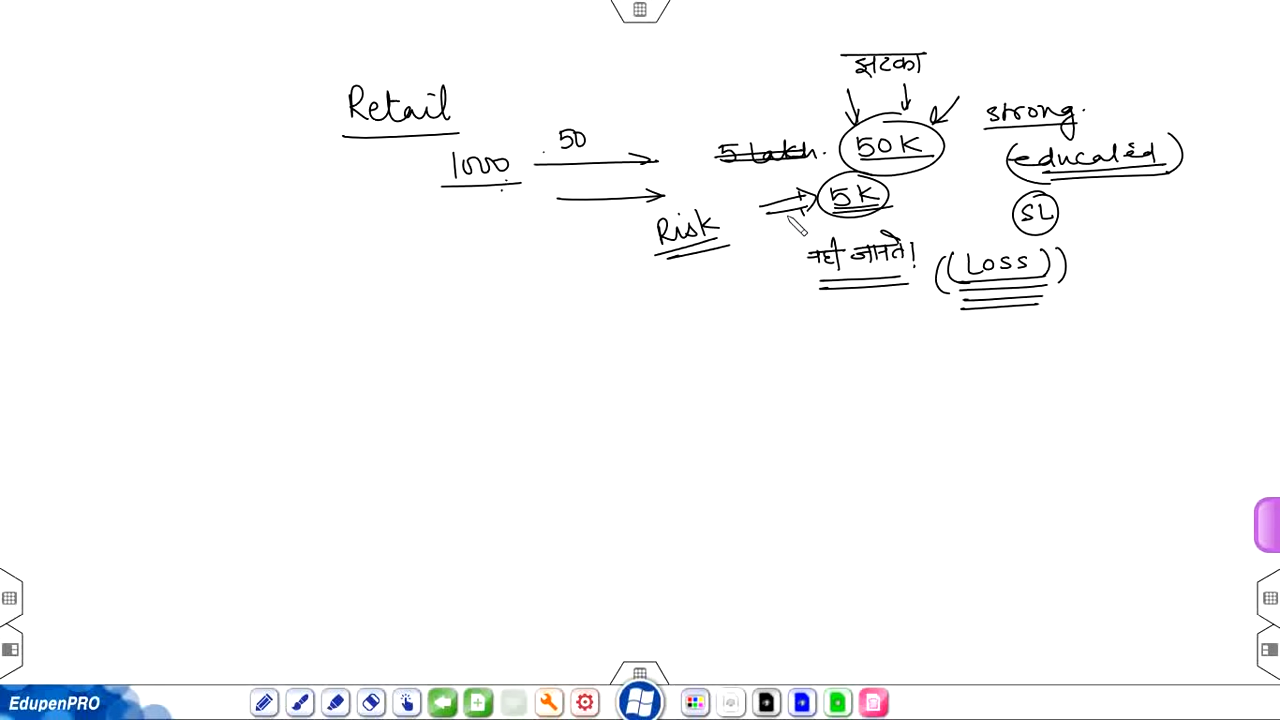 झटका
Retail
strong.
50
5 Lakh.
50K
(educated)
1000
5K
SL
Risk
नहीं जानते!
((Loss))
EdupenPRO